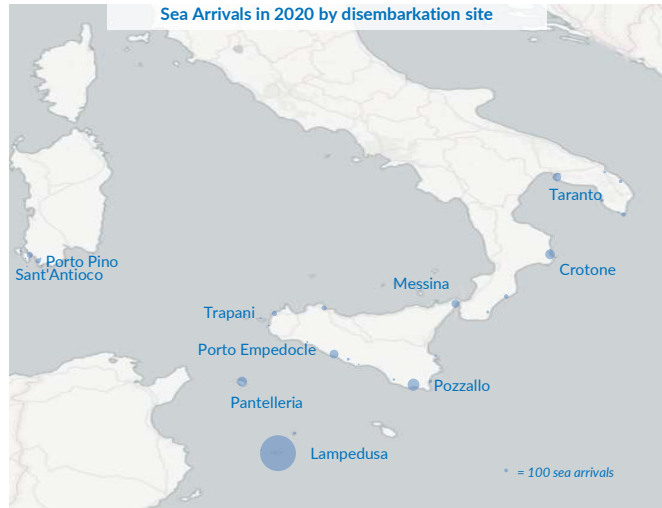 Sea Arrivals in 2020 by disembarkation site
Taranto
Porto Pino
Sant'Antioco
Crotone
Messina
Trapani
Porto Empedocle
Pozzallo
Pantelleria
Lampedusa
= 100 sea arrivals